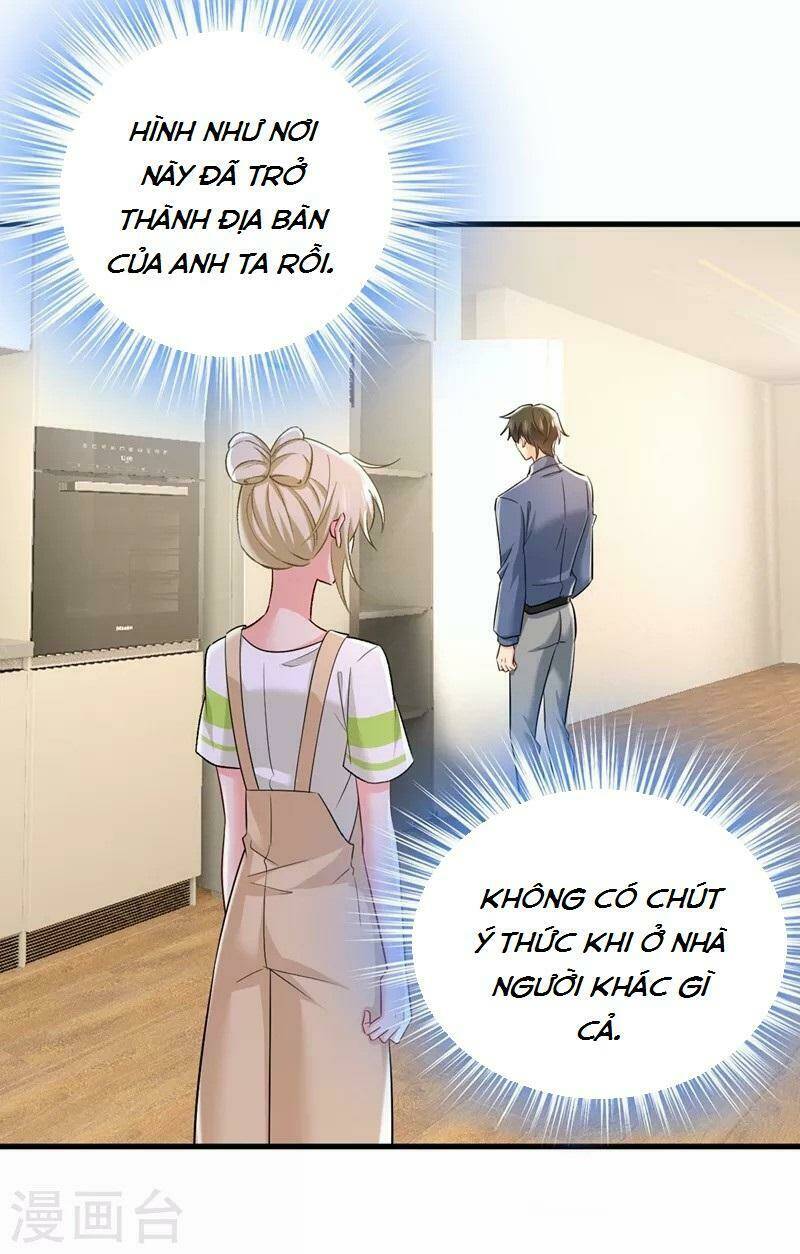 HÌNH NHƯ NƠI
NÀY ĐÃ TRỞ
THÀNH ĐỊA BÀN
CỦA ANH TA RỒI.
KHÔNG CÓ CHÚT
Ý THỨC KHI Ở NHÀ
NGƯỜI KHÁC GÌ
CẢ.
漫画台